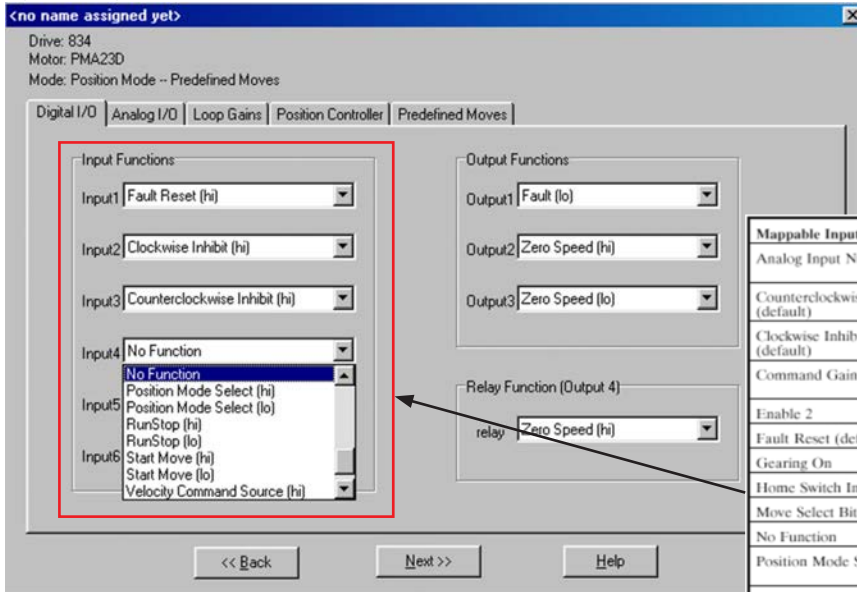 <no name assigned yet>
Drive: 834
Motor: PMA23D
Mode: Position Mode -- Predefined Moves
Digital I/O
Analog I/O
Loop Gains
Position Controller
Predefined Moves
Input Functions
Input1 Fault Reset (hi)
Input2 Clockwise Inhibit (hi)
Input3 Counterclockwise Inhibit (hi)
Input4 No Function
No Function
Position Mode Select (hi)
Position Mode Select (lo)
RunStop (hi)
RunStop (lo)
Start Move (hi)
Start Move (lo)
Velocity Command Source (hi)
Input5
Input6
Output Functions
Output1 Fault (lo)
Output2 Zero Speed (hi)
Output3 Zero Speed (lo)
Relay Function (Output 4)
relay Zero Speed (hi)
<< Back
Next >>
Help
Mappable Input
Analog Input N
Counterclockwis
(default)
Clockwise Inhib
(default)
Command Gain
Enable 2
Fault Reset (def
Gearing On
Home Switch In
Move Select Bit
No Function
Position Mode S